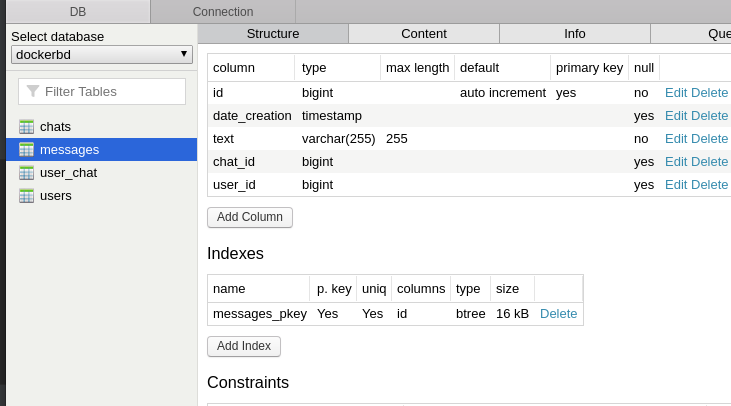 DB Connection
Select database
dockerbd
Filter Tables
chats
messages
user_chat
users
Structure Content Info Que
column type max length default primary key null
id bigint auto increment yes no Edit Delete
date_creation timestamp yes Edit Delete
text varchar(255) 255 no Edit Delete
chat_id bigint yes Edit Delete
user_id bigint yes Edit Delete
Add Column
Indexes
name p. key uniq columns type size
messages_pkey Yes Yes id btree 16 kB Delete
Add Index
Constraints